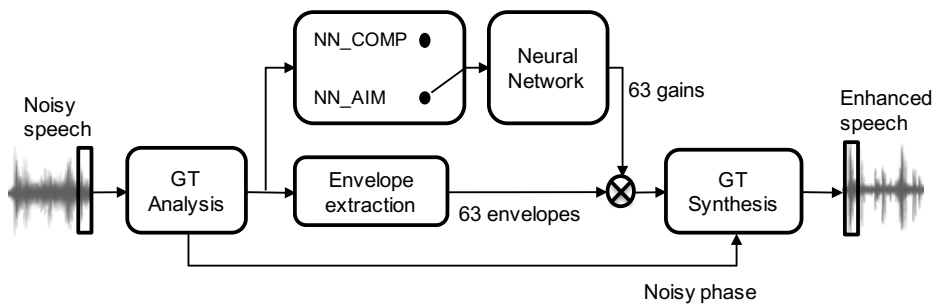 NN_COMP
NN_AIM
Neural
Network
63 gains
Noisy
speech
Enhanced
speech
GT
Analysis
Envelope
extraction
63 envelopes
GT
Synthesis
Noisy phase